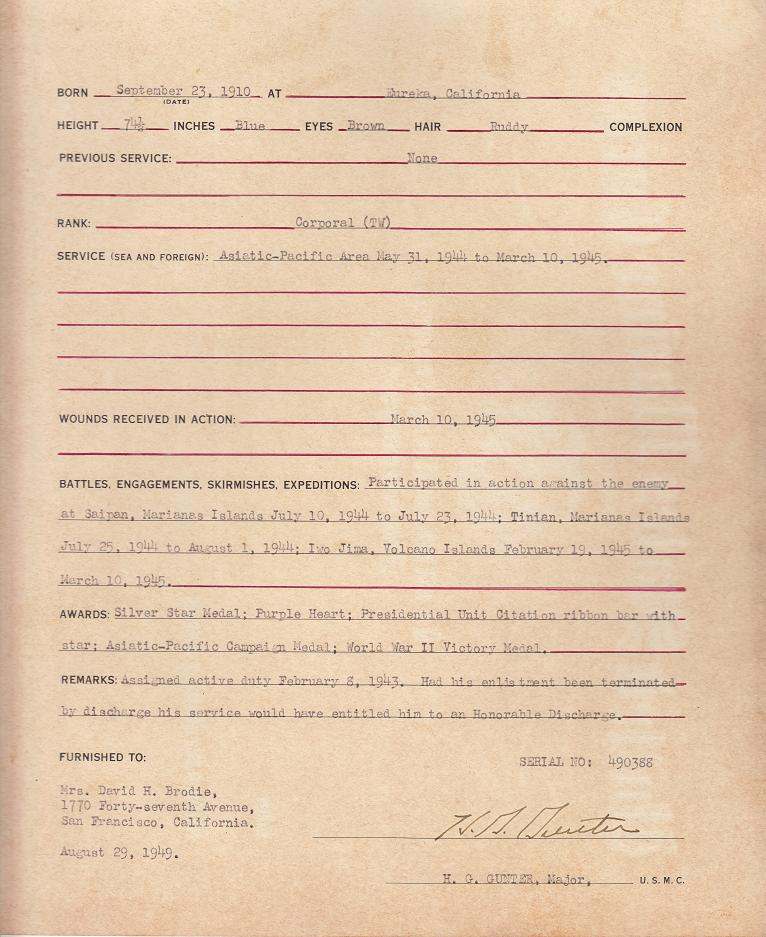 BORN September 23, 1910 AT Eureka, California
(DATE)
HEIGHT 74½ INCHES Blue EYES Brown HAIR Ruddy COMPLEXION
PREVIOUS SERVICE: None
RANK: Corporal (TW)
SERVICE (SEA AND FOREIGN): Asiatic-Pacific Area May 31, 1944 to March 10, 1945.
WOUNDS RECEIVED IN ACTION: March 10, 1945
BATTLES, ENGAGEMENTS, SKIRMISHES, EXPEDITIONS: Participated in action against the enemy
at Saipan, Marianas Islands July 10, 1944 to July 23, 1944; Tinian, Marianas Islands
July 25, 1944 to August 1, 1944; Iwo Jima, Volcano Islands February 19, 1945 to
March 10, 1945.
AWARDS: Silver Star Medal; Purple Heart; Presidential Unit Citation ribbon bar with
star; Asiatic-Pacific Campaign Medal; World War II Victory Medal.
REMARKS: Assigned active duty February 8, 1943. Had his enlistment been terminated
by discharge his service would have entitled him to an Honorable Discharge.
FURNISHED TO:
SERIAL NO: 490388
Mrs. David H. Brodie,
1770 Forty-seventh Avenue,
San Francisco, California.
H. G. Gunter
August 29, 1949.
H. G. GUNTER, Major, U.S.M.C.